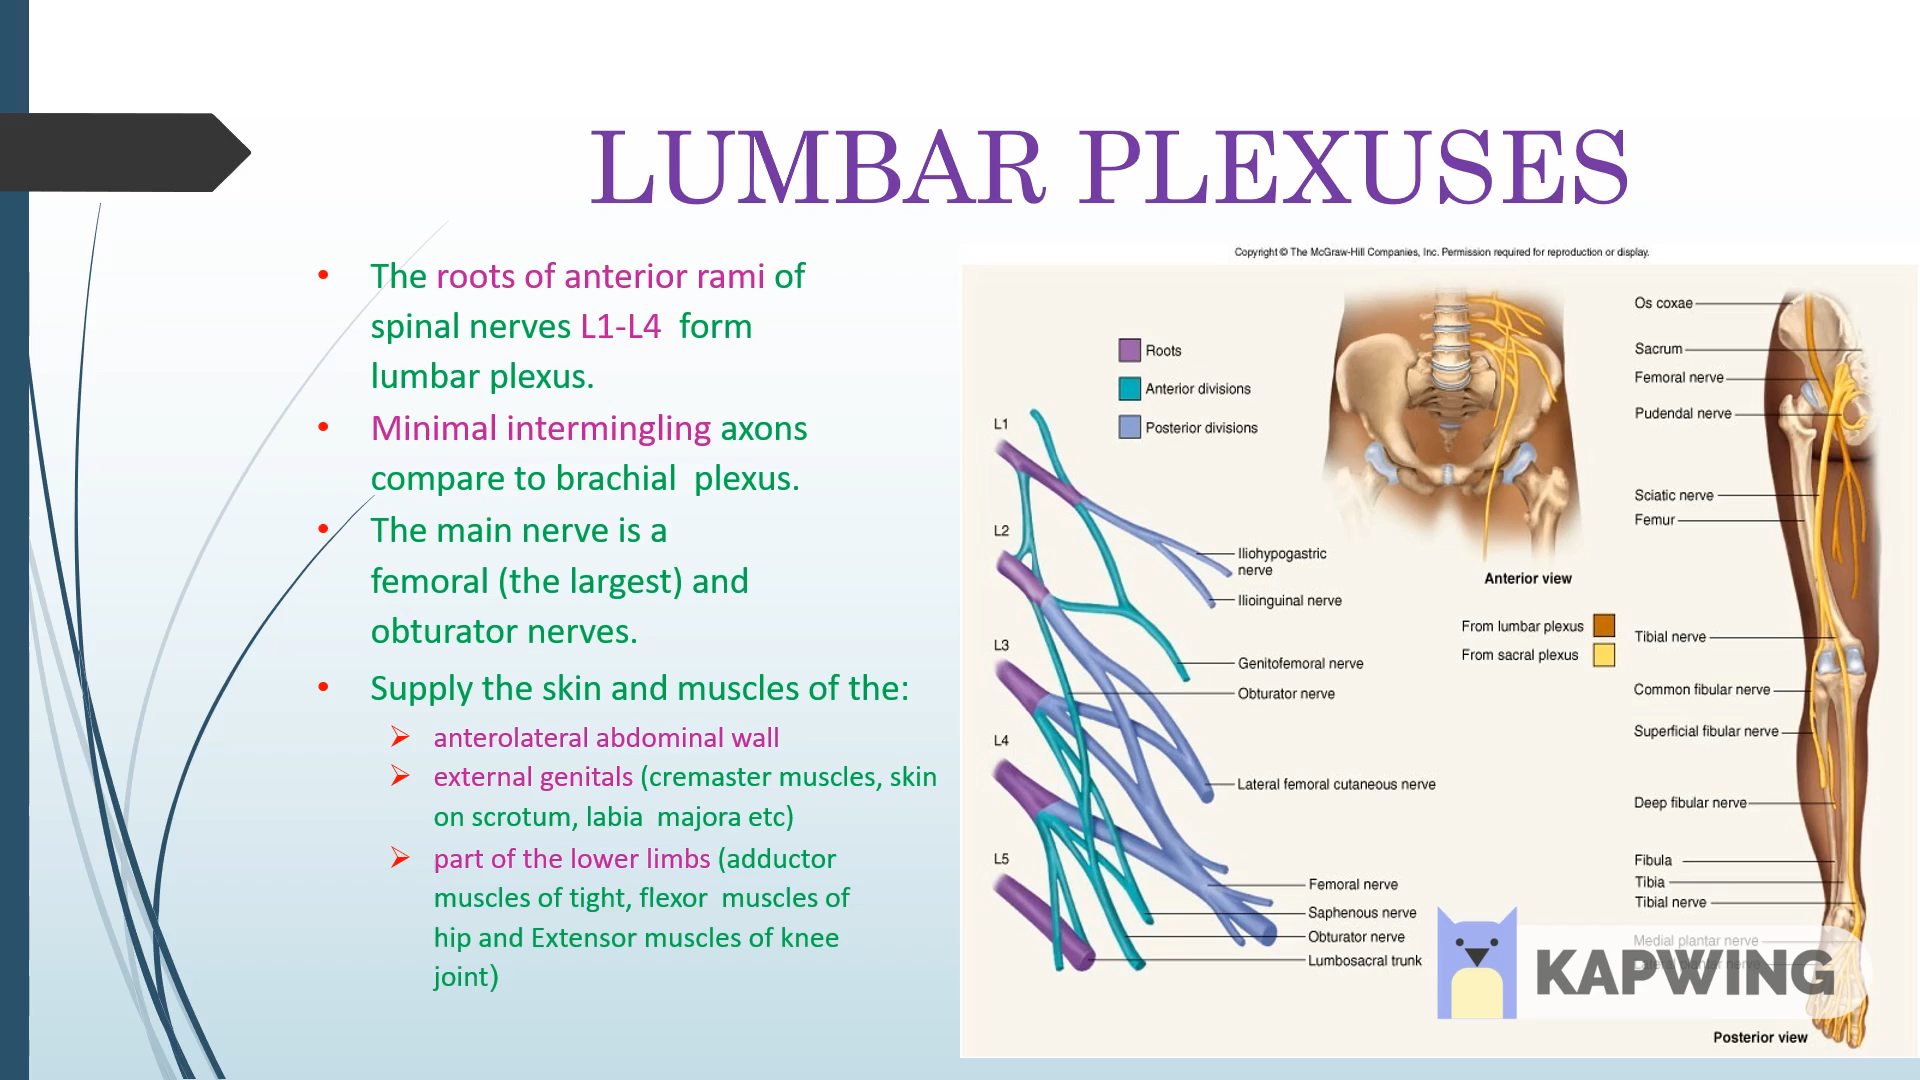 LUMBAR PLEXUSES
• The roots of anterior rami of
spinal nerves L1-L4 form
lumbar plexus.
• Minimal intermingling axons
compare to brachial plexus.
• The main nerve is a
femoral (the largest) and
obturator nerves.
• Supply the skin and muscles of the:
➢ anterolateral abdominal wall
➢ external genitals (cremaster muscles, skin
on scrotum, labia majora etc)
➢ part of the lower limbs (adductor
muscles of tight, flexor muscles of
hip and Extensor muscles of knee
joint)
Copyright © The McGraw-Hill Companies, Inc. Permission required for reproduction or display.
Roots
Anterior divisions
Posterior divisions
L1
L2
L3
L4
L5
Iliohypogastric
nerve
Ilioinguinal nerve
Genitofemoral nerve
Obturator nerve
Lateral femoral cutaneous nerve
Femoral nerve
Saphenous nerve
Obturator nerve
Lumbosacral trunk
Anterior view
From lumbar plexus
From sacral plexus
Os coxae
Sacrum
Femoral nerve
Pudendal nerve
Sciatic nerve
Femur
Tibial nerve
Common fibular nerve
Superficial fibular nerve
Deep fibular nerve
Fibula
Tibia
Tibial nerve
Medial plantar nerve
Lateral plantar nerve
Posterior view
KAPWING